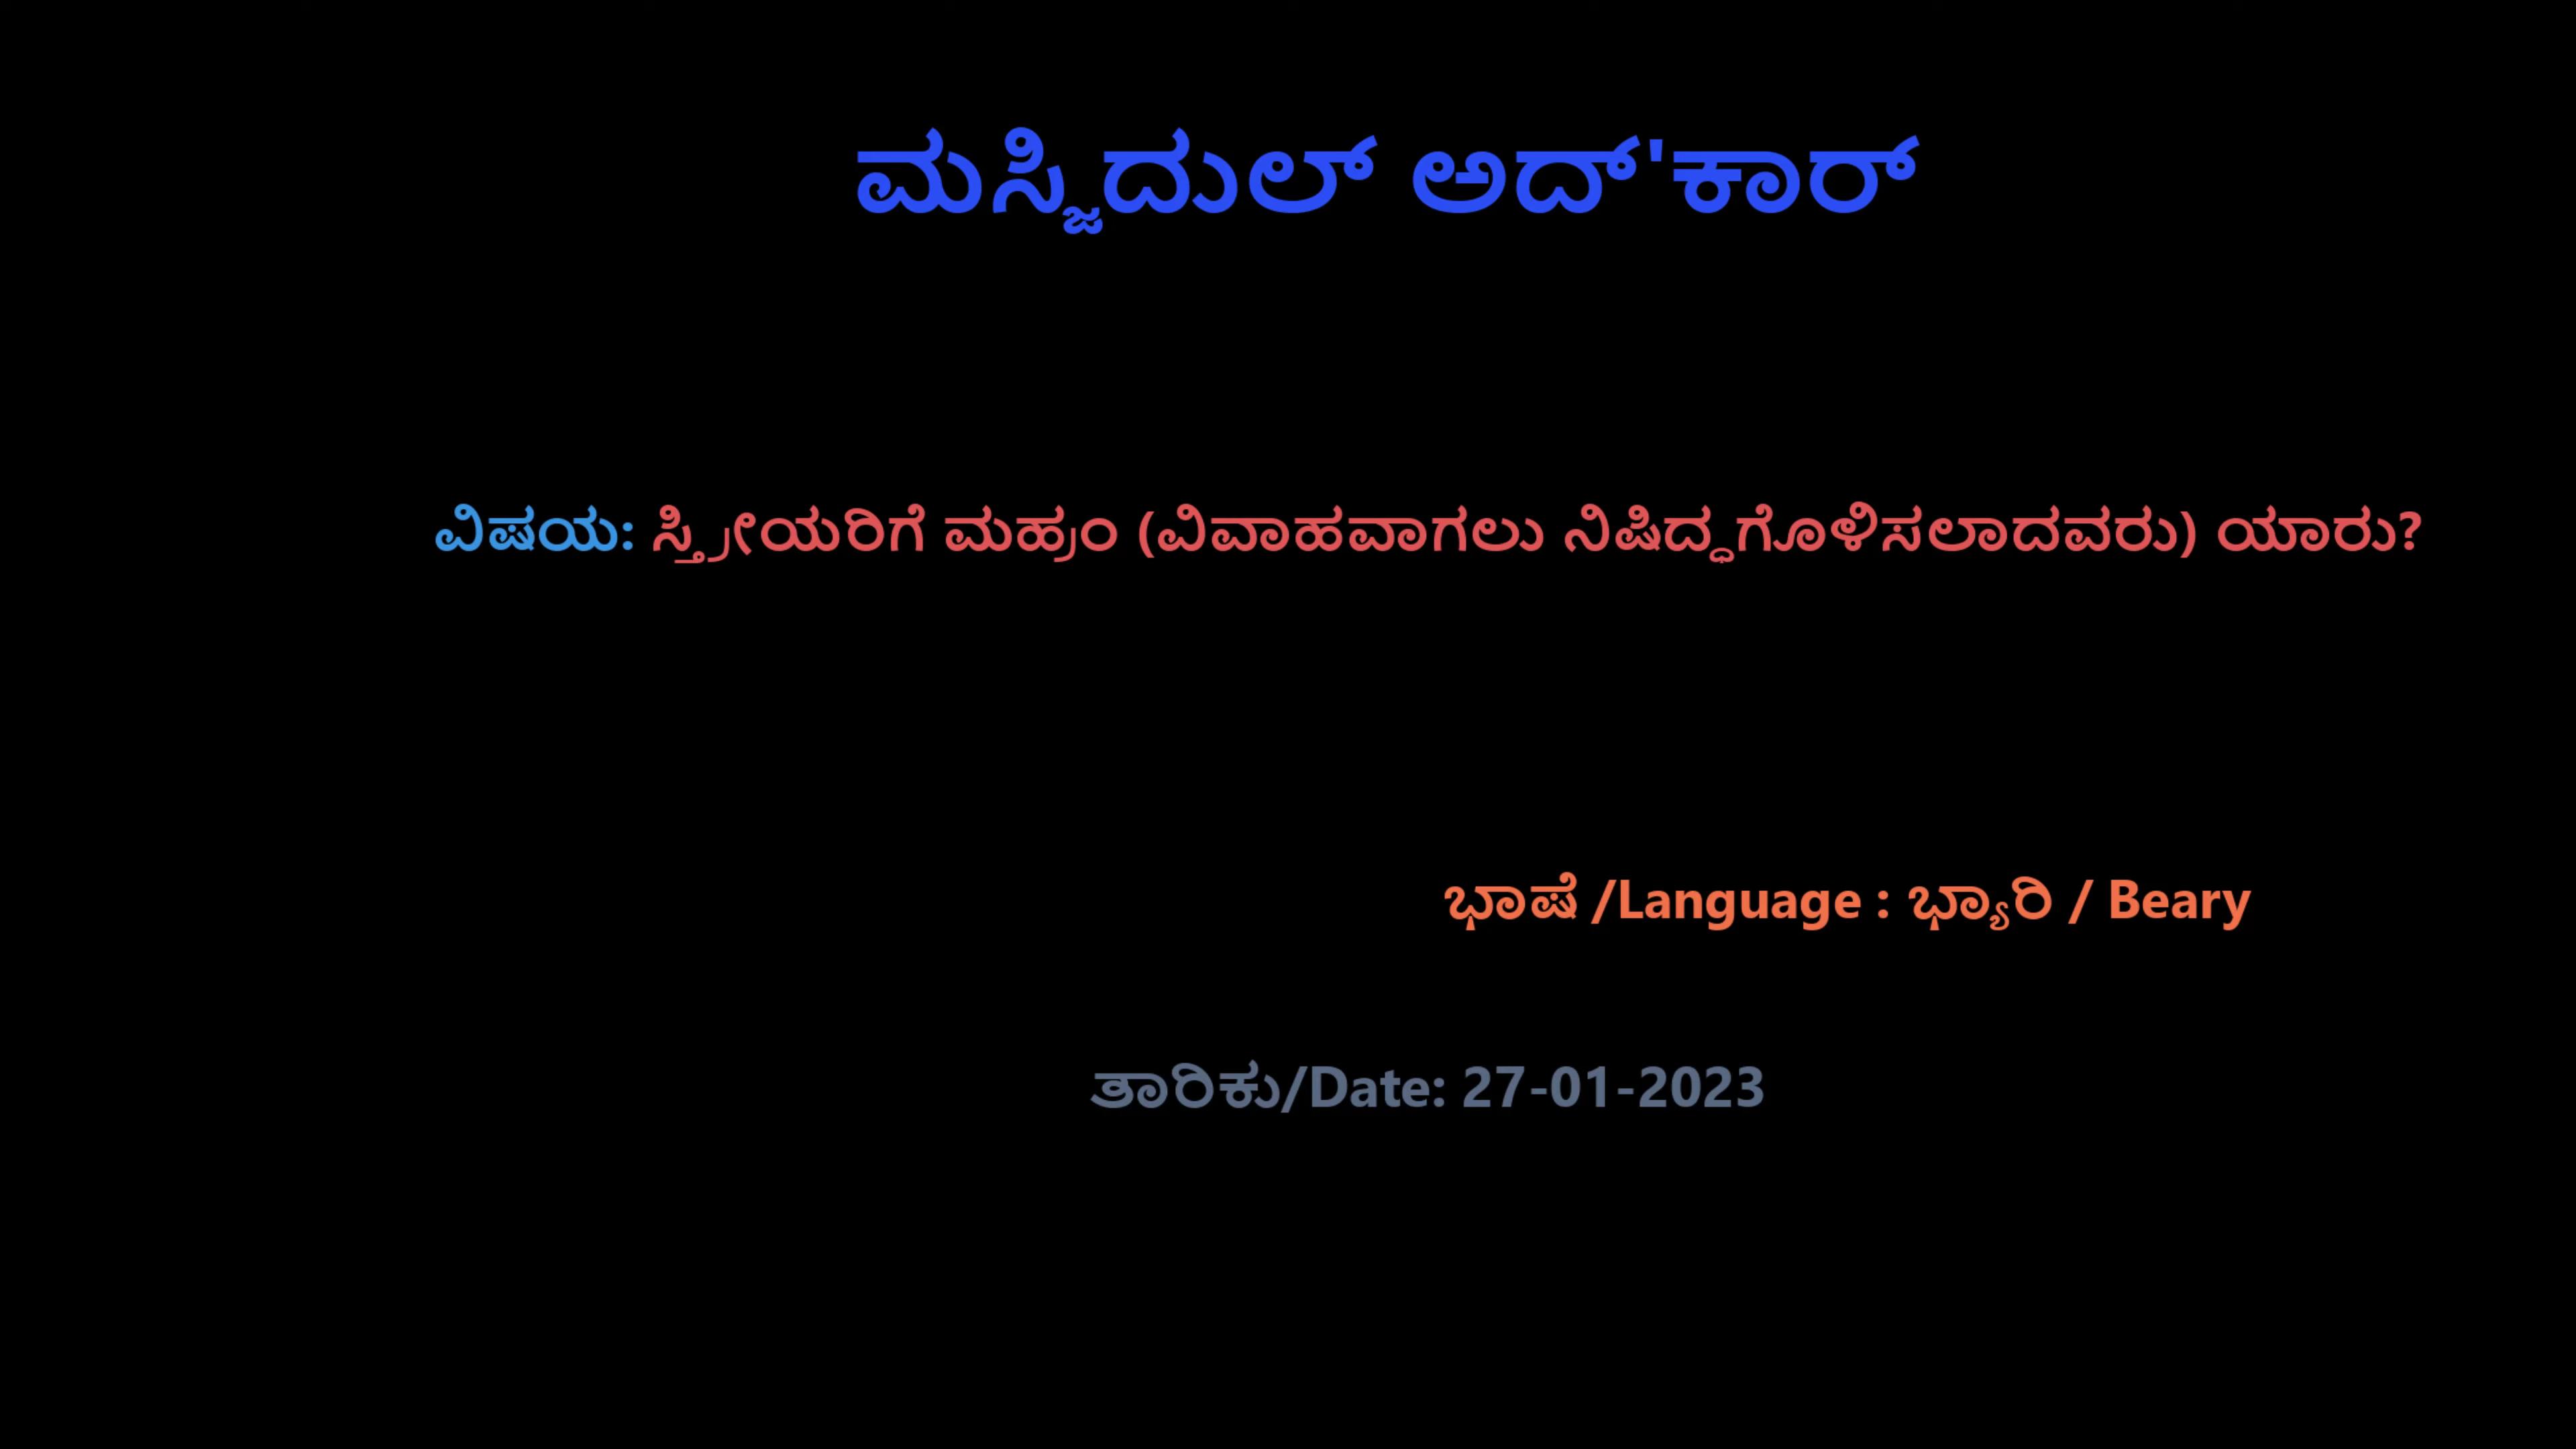 ಮಸ್ಜಿದುಲ್ ಅದ್'ಕಾರ್
ವಿಷಯ: ಸ್ತ್ರೀಯರಿಗೆ ಮಹ್ರಂ (ವಿವಾಹವಾಗಲು ನಿಷಿದ್ಧಗೊಳಿಸಲಾದವರು) ಯಾರು?
ಭಾಷೆ /Language : ಭ್ಯಾರಿ / Beary
ತಾರಿಕು/Date: 27-01-2023